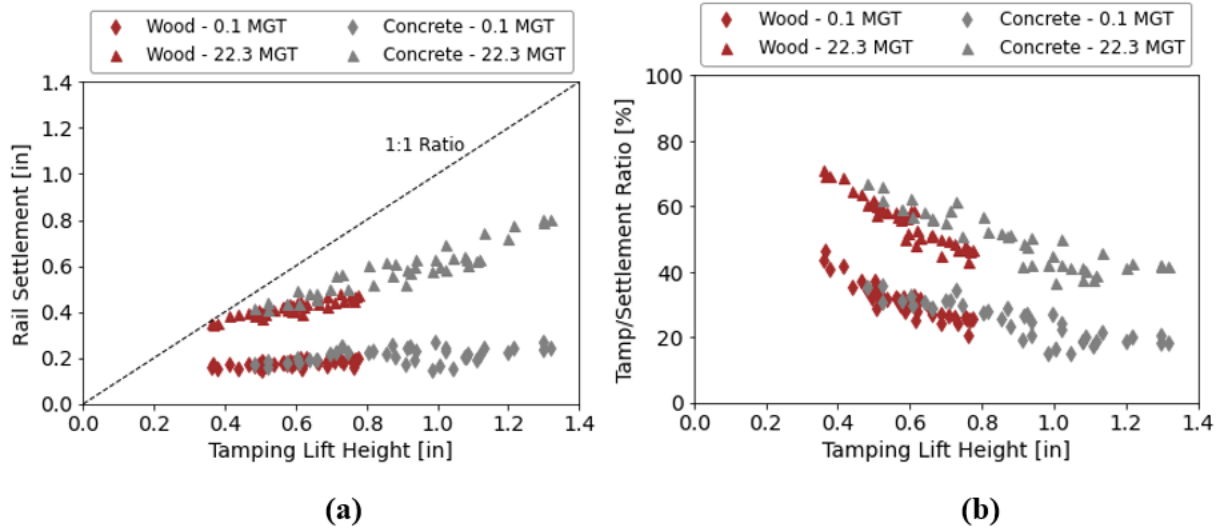 Wood - 0.1 MGT
Concrete - 0.1 MGT
Wood - 22.3 MGT
Concrete - 22.3 MGT
1.4
1.2
1.0
0.8
0.6
0.4
0.2
0.0
Rail Settlement [in]
1:1 Ratio
0.0 0.2 0.4 0.6 0.8 1.0 1.2 1.4
Tamping Lift Height [in]
(a)
Wood - 0.1 MGT
Concrete - 0.1 MGT
Wood - 22.3 MGT
Concrete - 22.3 MGT
100
80
60
40
20
0
Tamp/Settlement Ratio [%]
0.0 0.2 0.4 0.6 0.8 1.0 1.2 1.4
Tamping Lift Height [in]
(b)